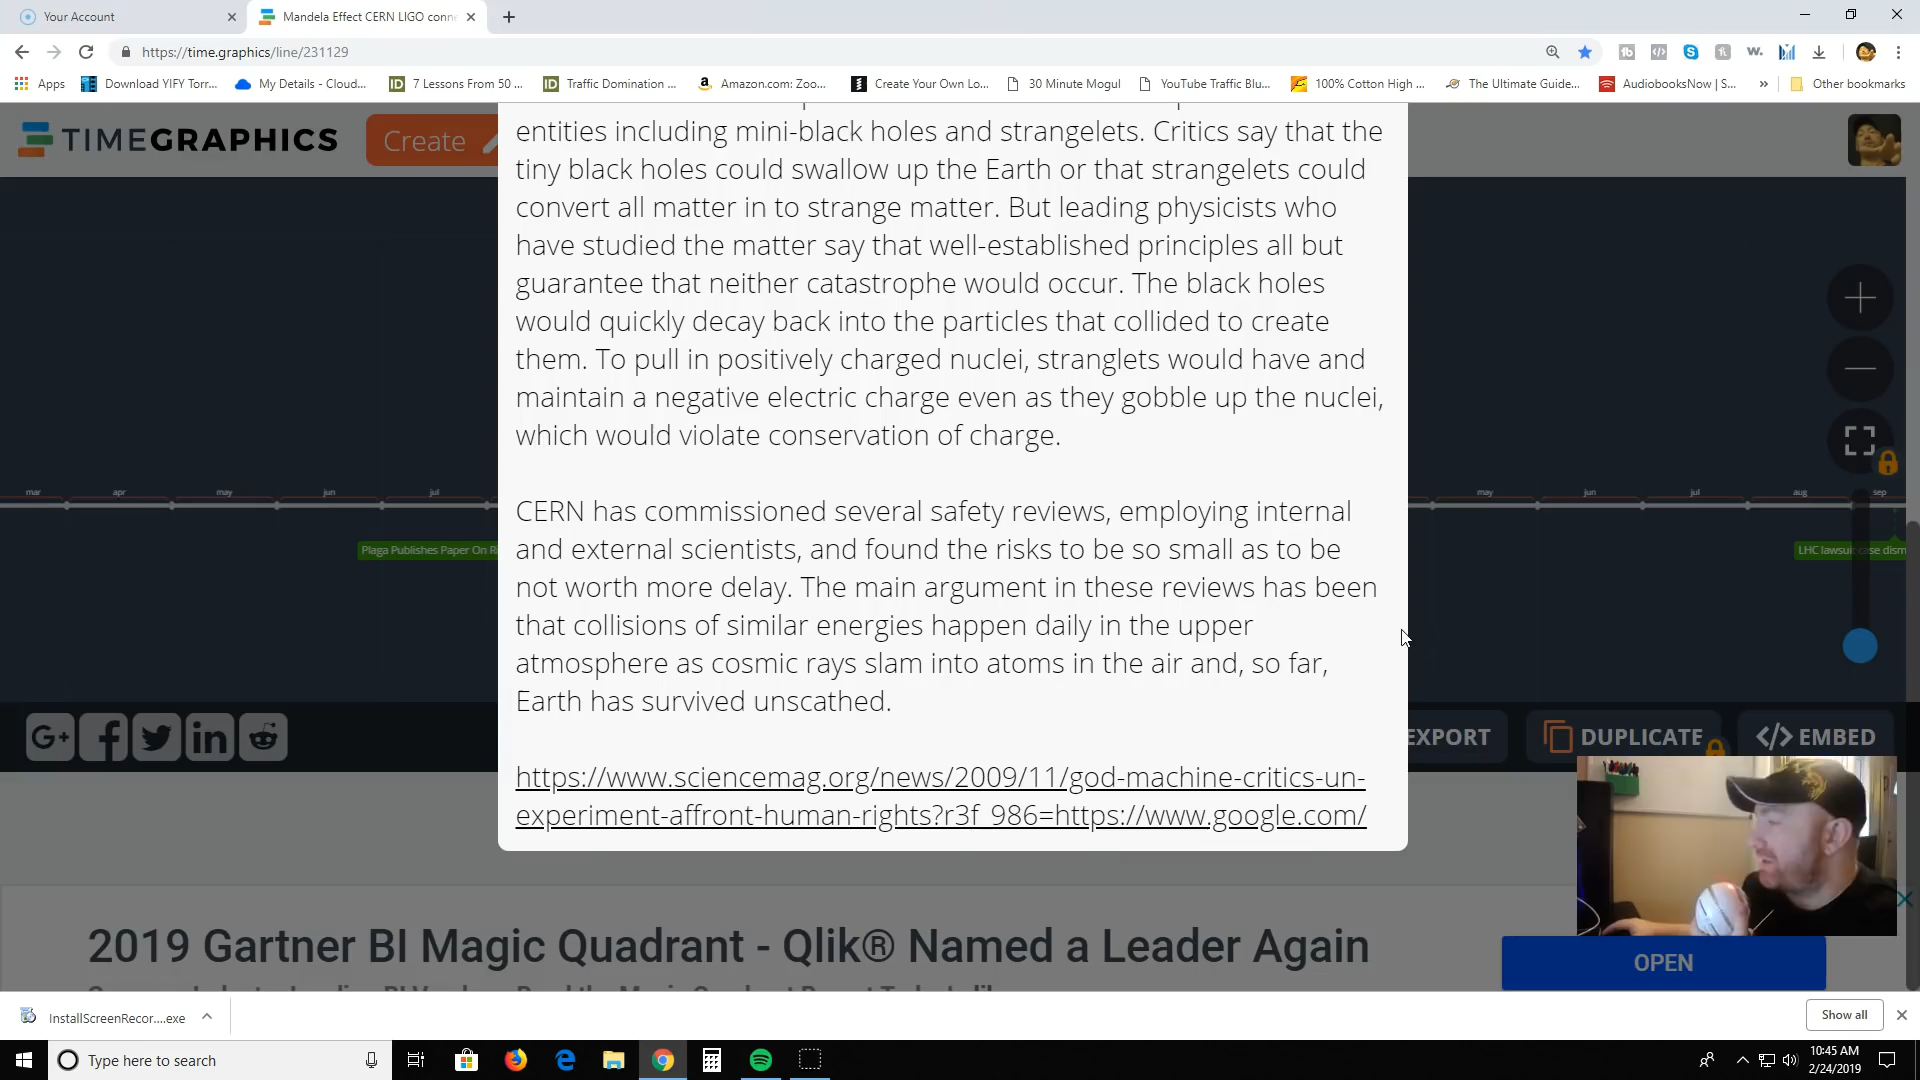 Your Account
Mandela Effect CERN LIGO conne
https://time.graphics/line/231129
Apps
Download YIFY Torr...
My Details - Cloud...
7 Lessons From 50 ...
Traffic Domination ...
Amazon.com: Zoo...
Create Your Own Lo...
30 Minute Mogul
YouTube Traffic Blu...
100% Cotton High ...
The Ultimate Guide...
AudiobooksNow | S...
Other bookmarks
TIMEGRAPHICS
Create
entities including mini-black holes and strangelets. Critics say that the
tiny black holes could swallow up the Earth or that strangelets could
convert all matter in to strange matter. But leading physicists who
have studied the matter say that well-established principles all but
guarantee that neither catastrophe would occur. The black holes
would quickly decay back into the particles that collided to create
them. To pull in positively charged nuclei, stranglets would have and
maintain a negative electric charge even as they gobble up the nuclei,
which would violate conservation of charge.
mar apr may jun jul may jun jul aug sep
Plaga Publishes Paper On Ri
LHC lawsuit case dism
CERN has commissioned several safety reviews, employing internal
and external scientists, and found the risks to be so small as to be
not worth more delay. The main argument in these reviews has been
that collisions of similar energies happen daily in the upper
atmosphere as cosmic rays slam into atoms in the air and, so far,
Earth has survived unscathed.
EXPORT
DUPLICATE
EMBED
https://www.sciencemag.org/news/2009/11/god-machine-critics-un-
experiment-affront-human-rights?r3f_986=https://www.google.com/
2019 Gartner BI Magic Quadrant - Qlik® Named a Leader Again
OPEN
InstallScreenRecor....exe
Show all
Type here to search
10:45 AM
2/24/2019